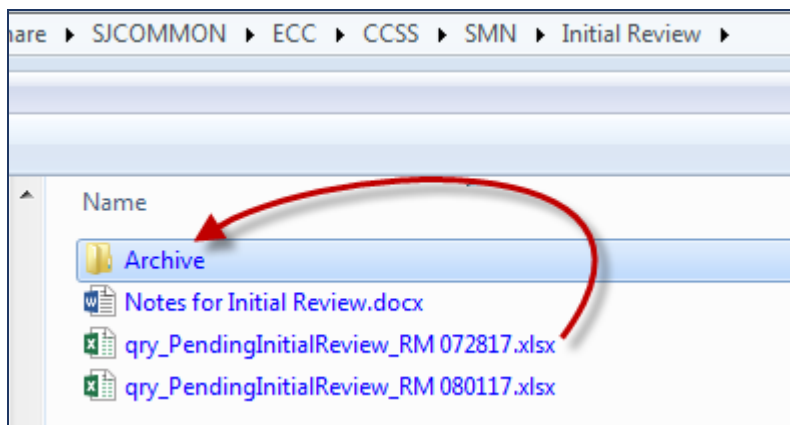 are ▸ SJCOMMON ▸ ECC ▸ CCSS ▸ SMN ▸ Initial Review ▸
Name
Archive
Notes for Initial Review.docx
qry_PendingInitialReview_RM 072817.xlsx
qry_PendingInitialReview_RM 080117.xlsx